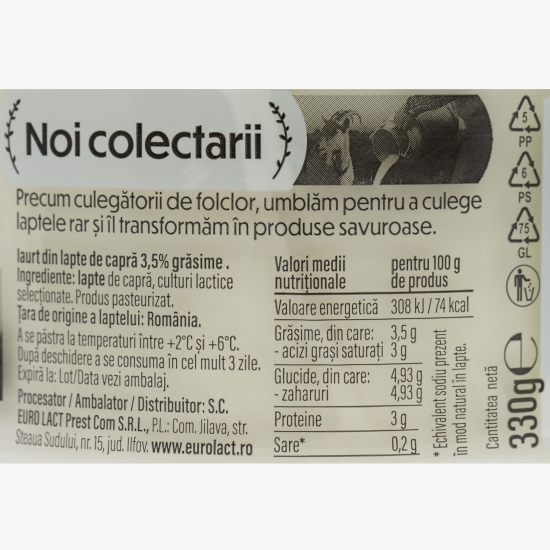 Noi colectarii
Precum culegătorii de folclor, umblăm pentru a culege
laptele rar și îl transformăm în produse savuroase.
Iaurt din lapte de capră 3,5% grăsime .
Ingrediente: lapte de capră, culturi lactice
selecționate. Produs pasteurizat.
Țara de origine a laptelui: România.
A se păstra la temperaturi între +2°C și +6°C.
După deschidere a se consuma în cel mult 3 zile.
Expiră la: Lot/Data vezi ambalaj.
Procesator / Ambalator / Distribuitor: S.C.
EURO LACT Prest Com S.R.L., P.L.: Com. Jilava, str.
Steaua Sudului, nr. 15, jud. Ilfov. www.eurolact.ro
Valori medii nutriționale pentru 100 g de produs
Valoare energetică 308 kJ / 74 kcal
Grăsime, din care: 3,5 g
- acizi grași saturați 3 g
Glucide, din care: 4,93 g
- zaharuri 4,93 g
Proteine 3 g
Sare* 0,2 g
* Echivalent sodiu prezent
în mod natural în lapte.
Cantitatea netă
330g e
5
PP
6
PS
75
GL